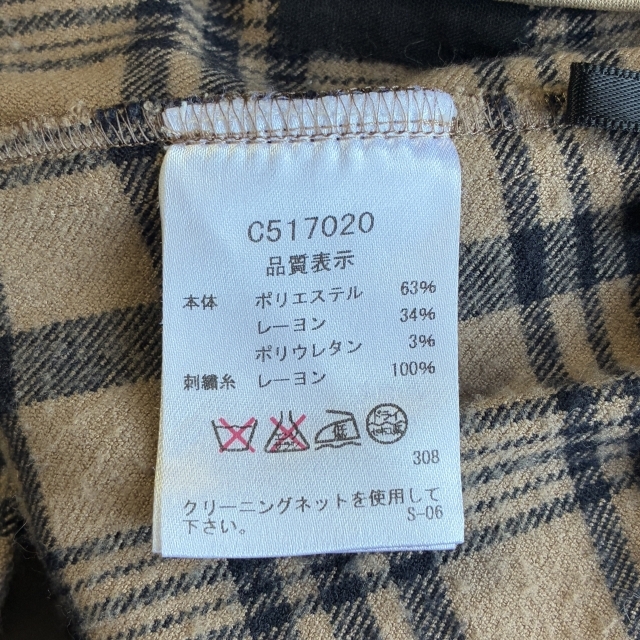 C517020
品質表示
本体 ポリエステル 63%
レーヨン 34%
ポリウレタン 3%
刺繍糸 レーヨン 100%
低 ドライ
308
クリーニングネットを使用して
下さい。 S-06